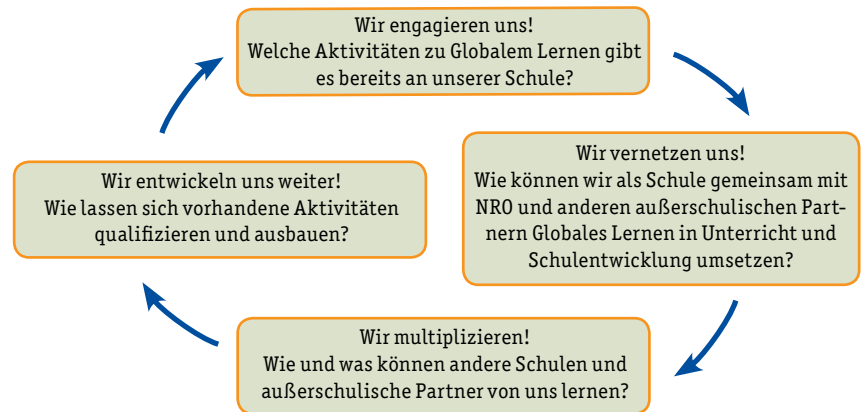 Wir engagieren uns!
Welche Aktivitäten zu Globalem Lernen gibt
es bereits an unserer Schule?
Wir vernetzen uns!
Wie können wir als Schule gemeinsam mit
NRO und anderen außerschulischen Part-
nern Globales Lernen in Unterricht und
Schulentwicklung umsetzen?
Wir multiplizieren!
Wie und was können andere Schulen und
außerschulische Partner von uns lernen?
Wir entwickeln uns weiter!
Wie lassen sich vorhandene Aktivitäten
qualifizieren und ausbauen?